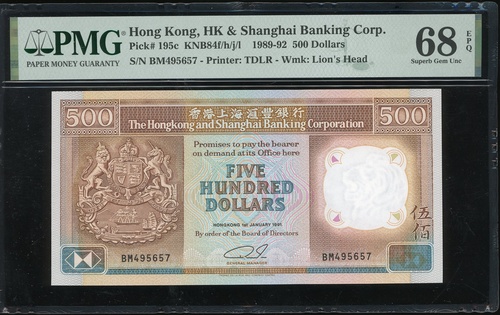 PMG
PAPER MONEY GUARANTY
Hong Kong, HK & Shanghai Banking Corp.
Pick# 195c KNB84f/h/j/l 1989-92 500 Dollars
S/N BM495657 - Printer: TDLR - Wmk: Lion's Head
68 EPQ
Superb Gem Unc
500
香港上海滙豐銀行
500
The Hongkong and Shanghai Banking Corporation
Promises to pay the bearer
on demand at its Office here
FIVE
HUNDRED
DOLLARS
HONGKONG 1ST JANUARY 1991
By order of the Board of Directors
伍佰
BM495657
BM495657
GENERAL MANAGER